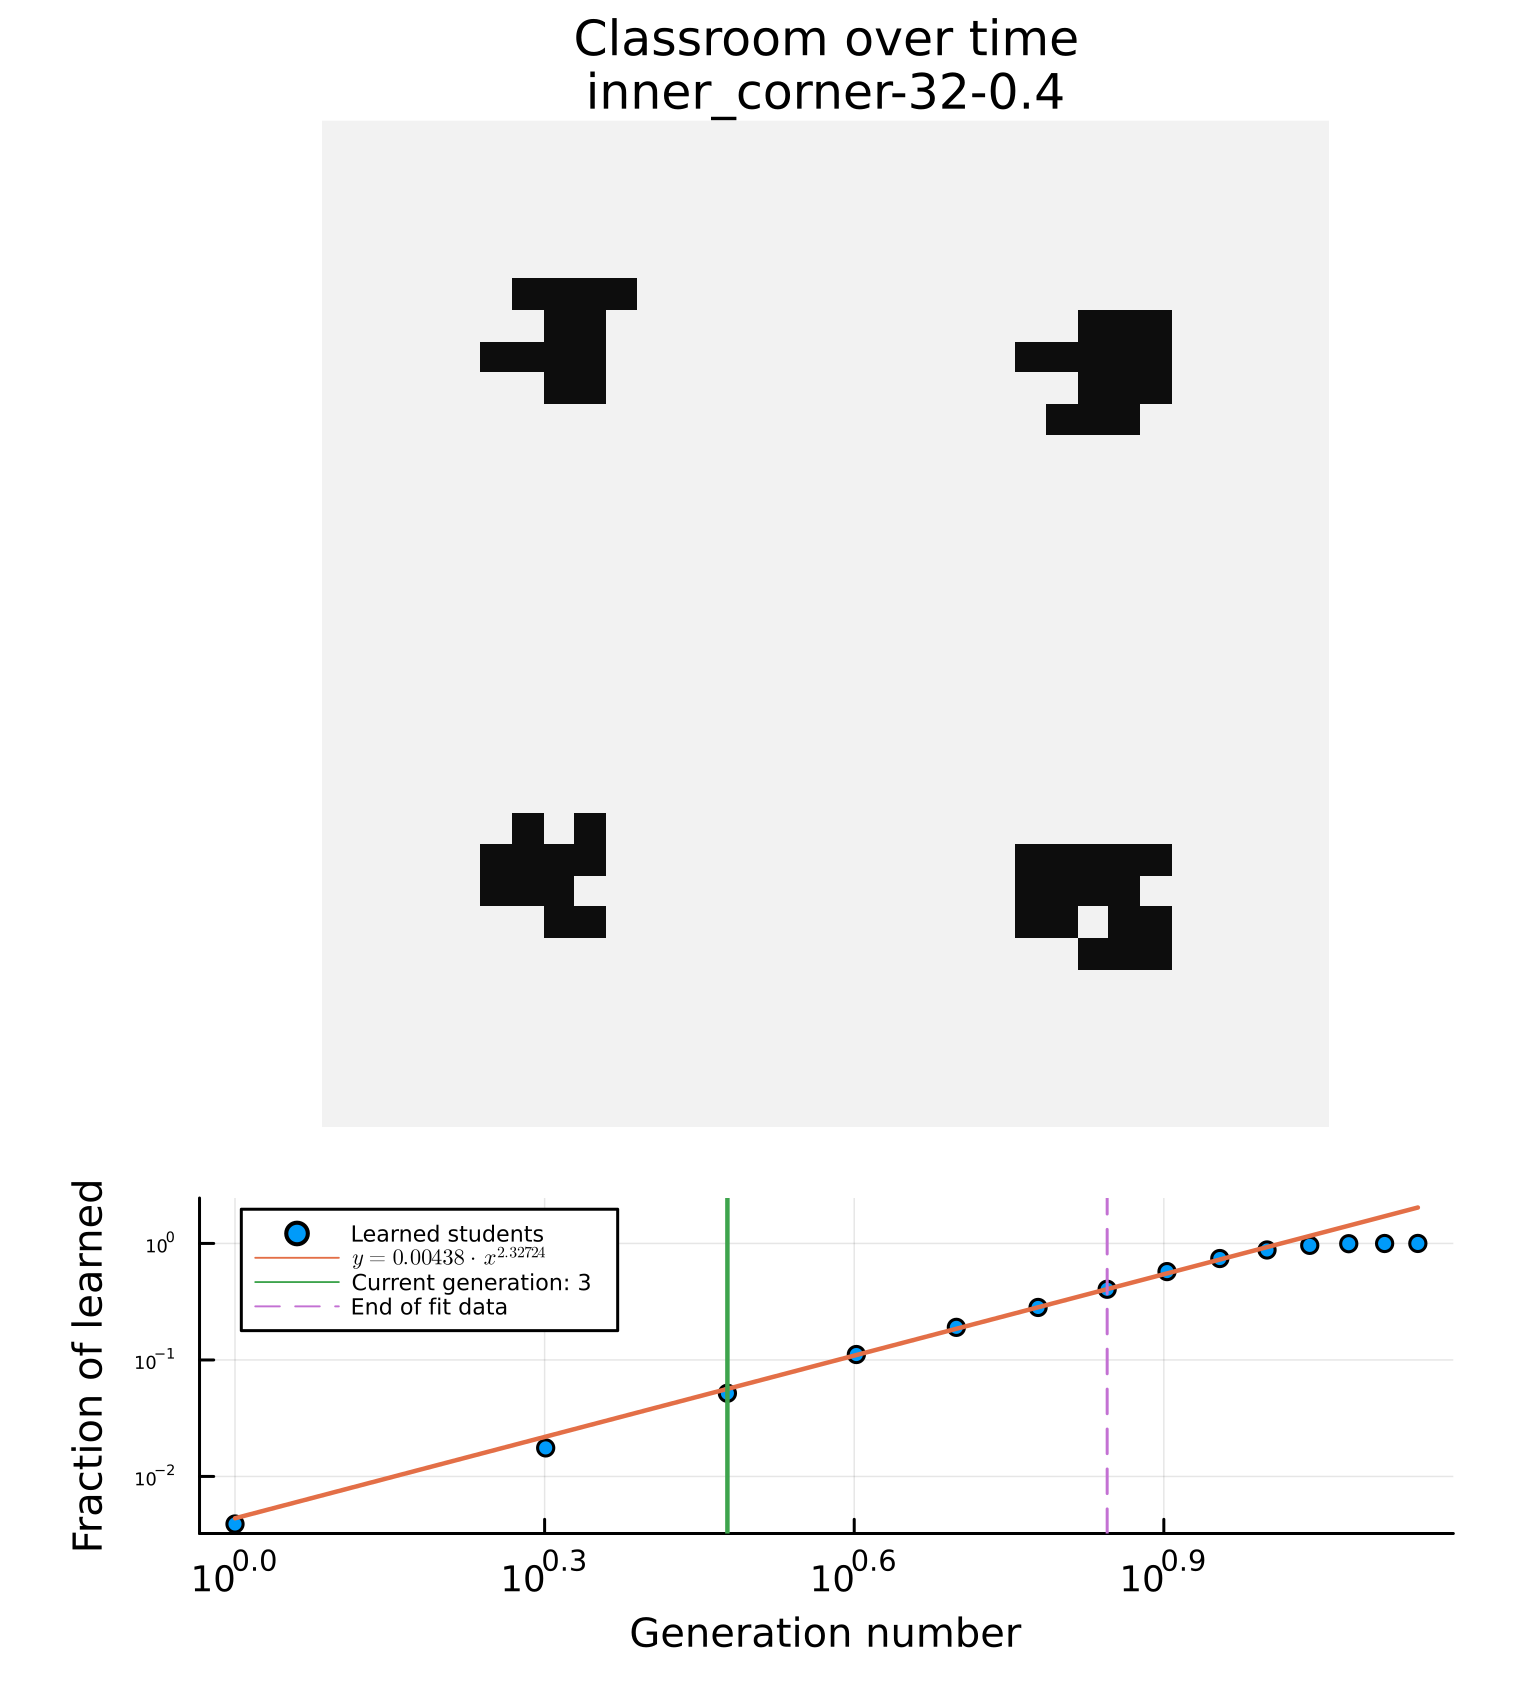 Classroom over time
inner_corner-32-0.4
Fraction of learned
10⁰
10⁻¹
10⁻²
Learned students
y = 0.00438 · x^2.32724
Current generation: 3
End of fit data
10^0.0 10^0.3 10^0.6 10^0.9
Generation number